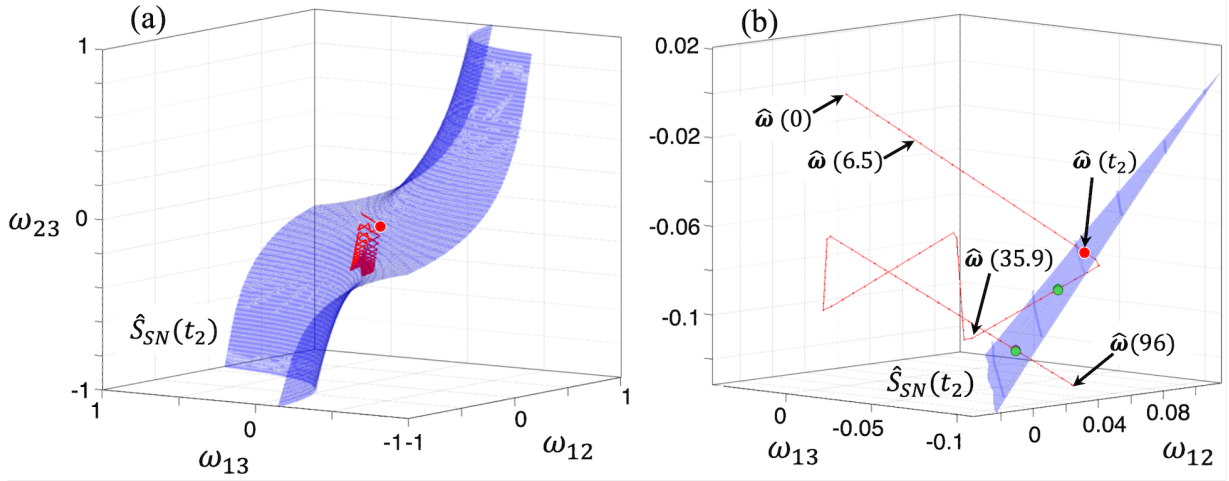 (a)
1
0
-1
ω₂₃
Ŝ_SN(t₂)
1
0
-1
-1
0
1
ω₁₃
ω₁₂
(b)
0.02
-0.02
-0.06
-0.1
ω̂ (0)
ω̂ (6.5)
ω̂ (t₂)
ω̂ (35.9)
ω̂(96)
Ŝ_SN(t₂)
0
-0.05
-0.1
0
0.04
0.08
ω₁₃
ω₁₂